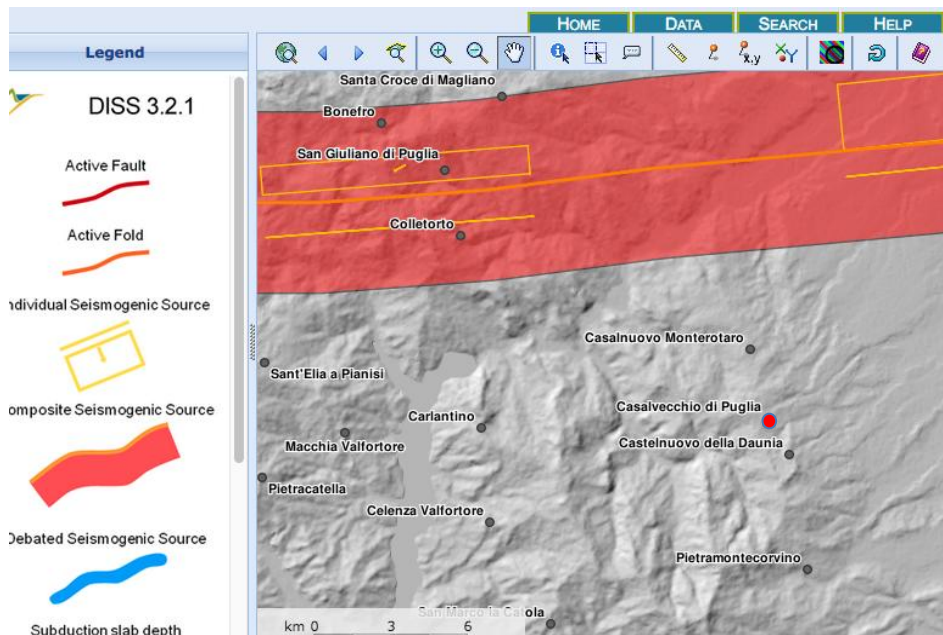 HOME DATA SEARCH HELP
Legend
DISS 3.2.1
Active Fault
Active Fold
ndividual Seismogenic Source
omposite Seismogenic Source
Debated Seismogenic Source
Subduction slab depth
x,y
XY
Santa Croce di Magliano
Bonefro
San Giuliano di Puglia
Colletorto
Casalnuovo Monterotaro
Sant'Elia a Pianisi
Casalvecchio di Puglia
Carlantino
Macchia Valfortore
Castelnuovo della Daunia
Pietracatella
Celenza Valfortore
Pietramontecorvino
San Marco la Catola
km 0 3 6